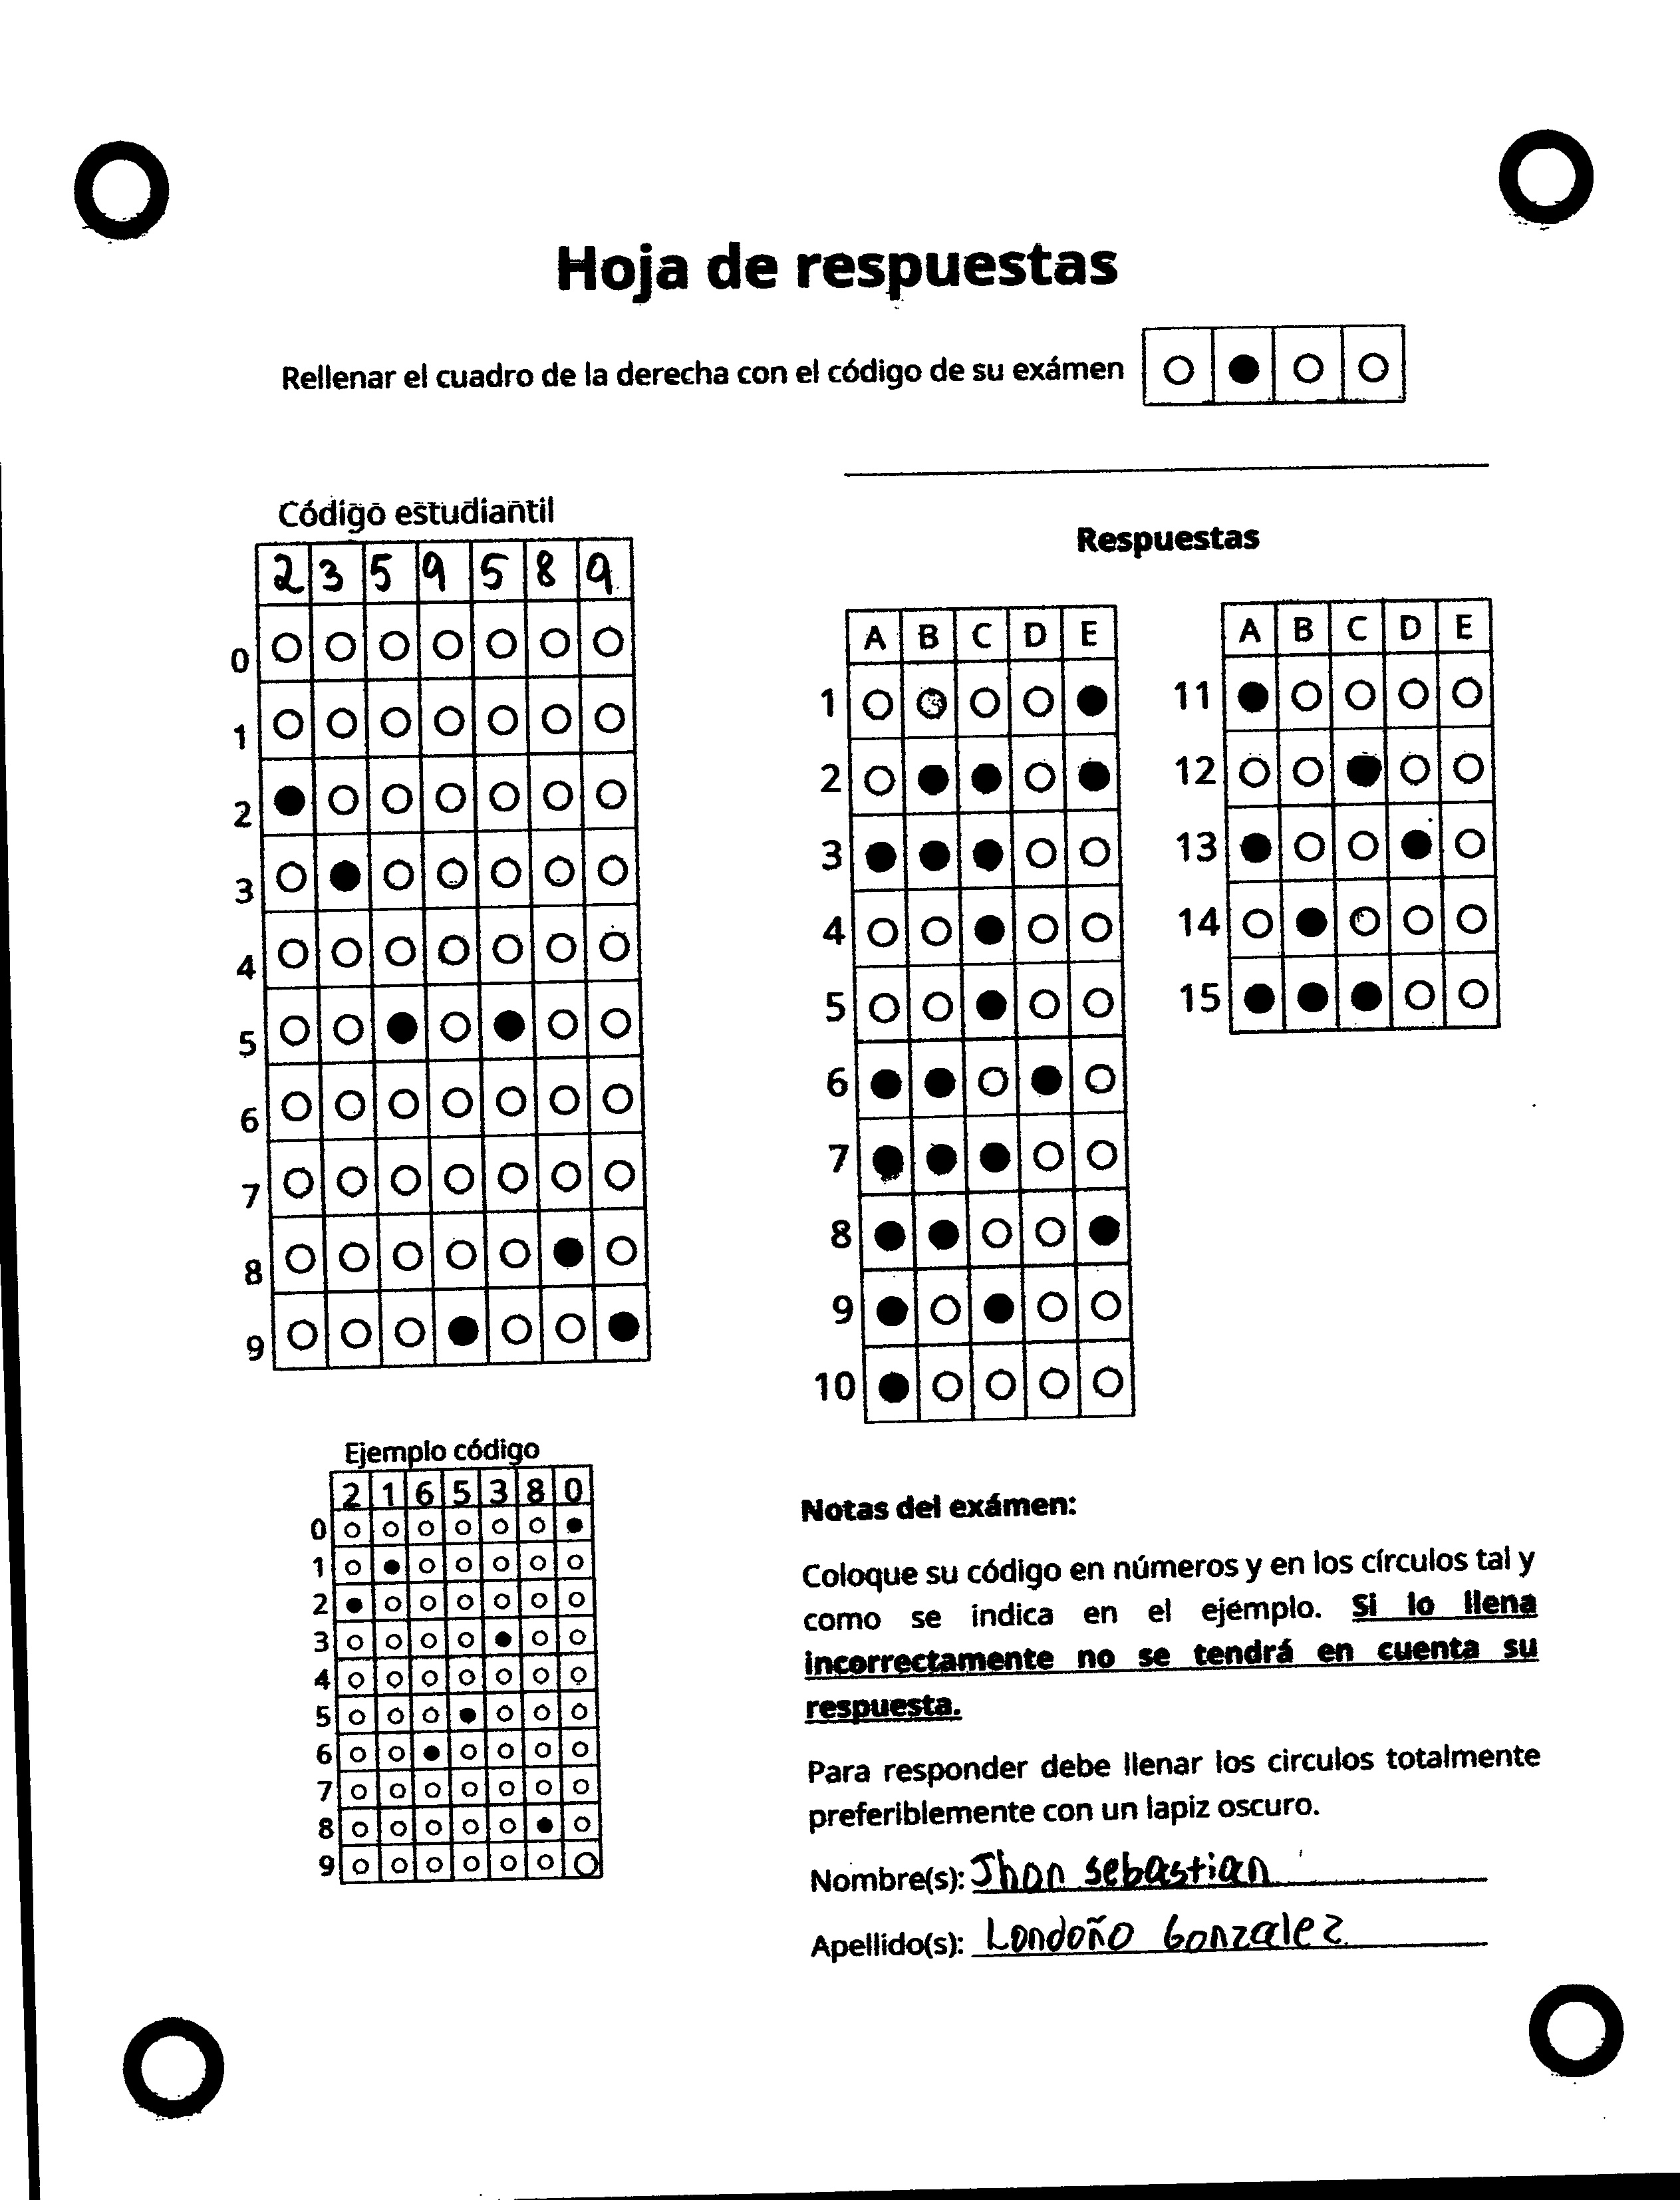 Hoja de respuestas
Rellenar el cuadro de la derecha con el código de su exámen
Código estudiantil
2 3 5 9 5 8 9
0
1
2
3
4
5
6
7
8
9
Respuestas
A B C D E
1
2
3
4
5
6
7
8
9
10
A B C D E
11
12
13
14
15
Ejemplo código
2 1 6 5 3 8 0
0
1
2
3
4
5
6
7
8
9
Notas del exámen:
Coloque su código en números y en los círculos tal y
como se indica en el ejemplo. Si lo llena
incorrectamente no se tendrá en cuenta su
respuesta.
Para responder debe llenar los circulos totalmente
preferiblemente con un lapiz oscuro.
Nombre(s): Jhon sebastian
Apellido(s): Londoño Gonzalez